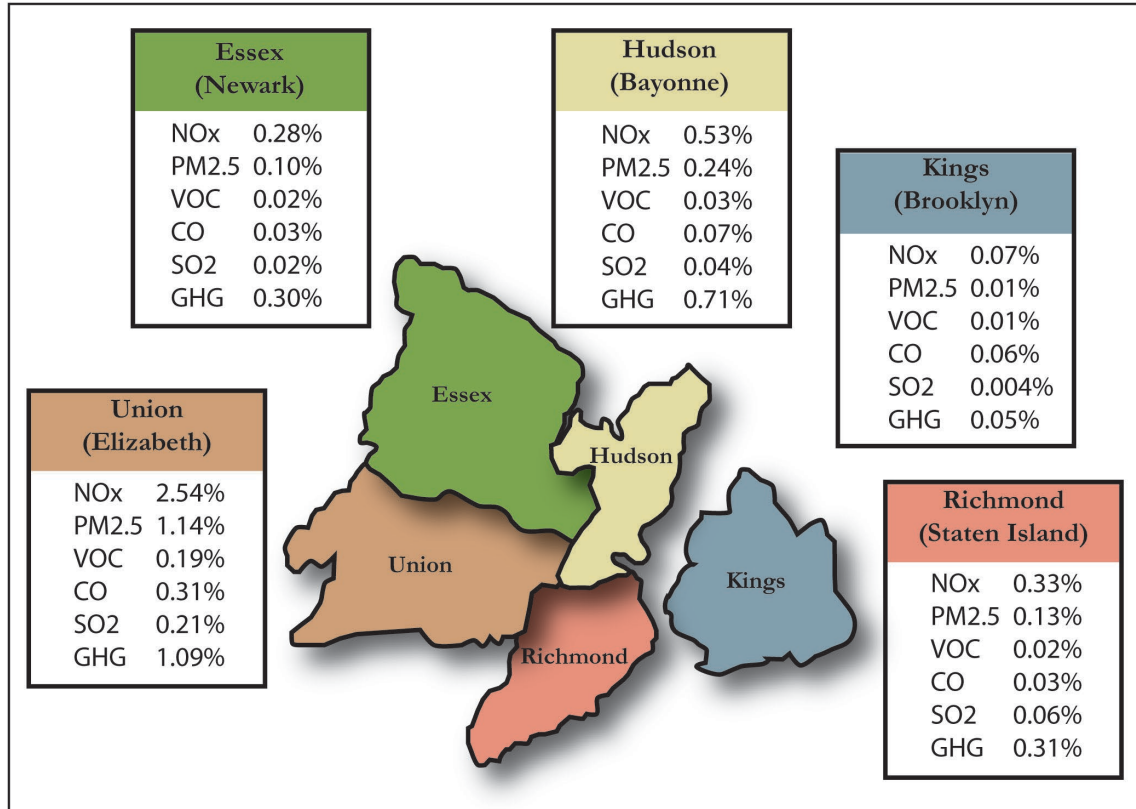 Essex
(Newark)
NOx 0.28%
PM2.5 0.10%
VOC 0.02%
CO 0.03%
SO2 0.02%
GHG 0.30%
Hudson
(Bayonne)
NOx 0.53%
PM2.5 0.24%
VOC 0.03%
CO 0.07%
SO2 0.04%
GHG 0.71%
Kings
(Brooklyn)
NOx 0.07%
PM2.5 0.01%
VOC 0.01%
CO 0.06%
SO2 0.004%
GHG 0.05%
Union
(Elizabeth)
NOx 2.54%
PM2.5 1.14%
VOC 0.19%
CO 0.31%
SO2 0.21%
GHG 1.09%
Richmond
(Staten Island)
NOx 0.33%
PM2.5 0.13%
VOC 0.02%
CO 0.03%
SO2 0.06%
GHG 0.31%
Essex
Hudson
Union
Kings
Richmond